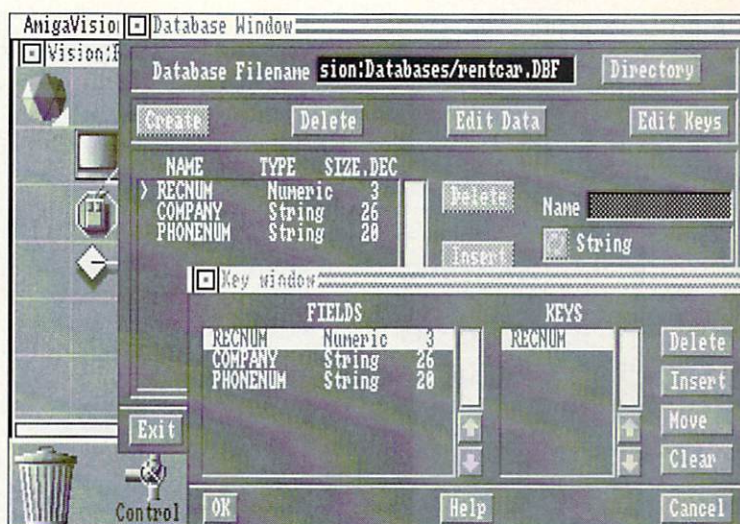 AmigaVision
Database Window
Vision:
Database Filename sion:Databases/rentcar.DBF Directory
Create Delete Edit Data Edit Keys
NAME TYPE SIZE.DEC
> RECNUM Numeric 3
COMPANY String 26
PHONENUM String 20
Delete
Name
Insert
String
Key window
FIELDS
RECNUM Numeric 3
COMPANY String 26
PHONENUM String 20
KEYS
RECNUM
Delete
Insert
Move
Clear
Exit
Control
OK Help Cancel